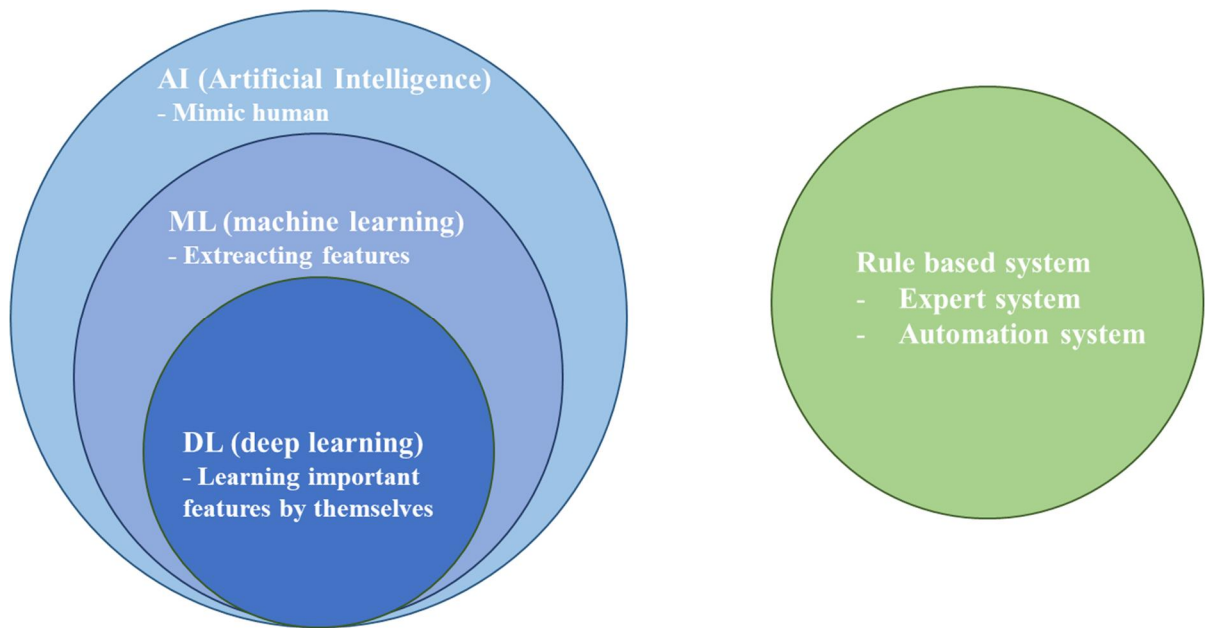 AI (Artificial Intelligence)
- Mimic human
ML (machine learning)
- Extreacting features
DL (deep learning)
- Learning important
features by themselves
Rule based system
- Expert system
- Automation system